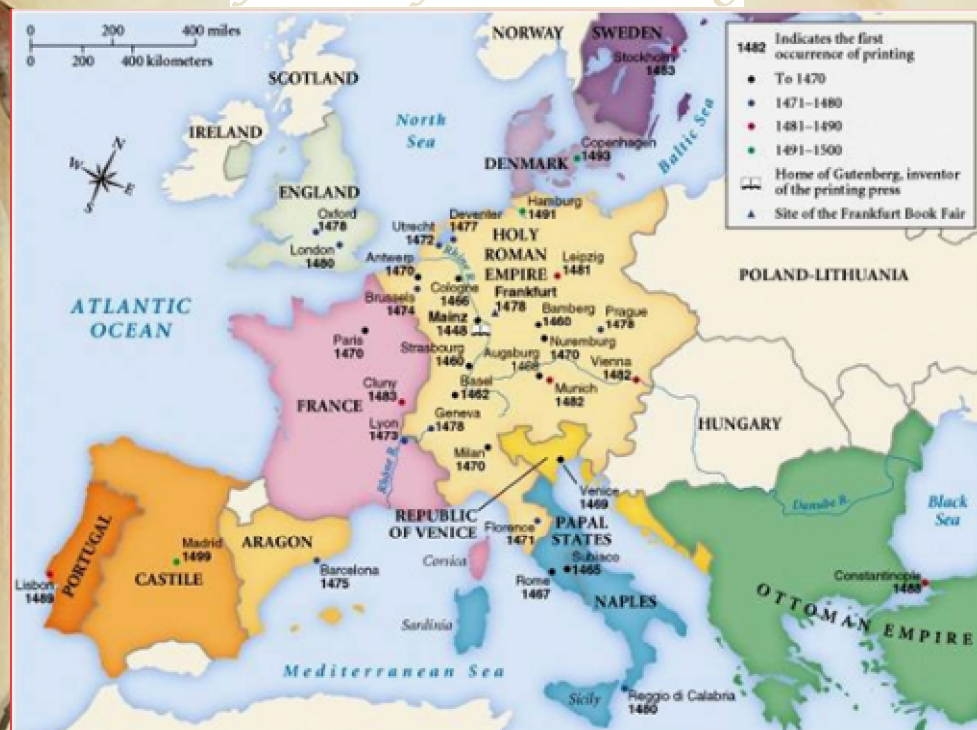 0 200 400 miles
0 200 400 kilometers
N
W
E
S
1482 Indicates the first
occurrence of printing
To 1470
1471–1480
1481–1490
1491–1500
Home of Gutenberg, inventor
of the printing press
Site of the Frankfurt Book Fair
NORWAY
SWEDEN
Stockholm
1483
SCOTLAND
North
Sea
Baltic Sea
IRELAND
DENMARK
Copenhagen
1493
ENGLAND
Oxford
1478
London
1480
Hamburg
1491
Deventer
1477
Utrecht
1472
HOLY
ROMAN
EMPIRE
Rhine R.
Antwerp
1470
Leipzig
1481
POLAND-LITHUANIA
Cologne
1466
Brussels
1474
Frankfurt
1478
Mainz
1448
Bamberg
1460
Prague
1478
ATLANTIC
OCEAN
Paris
1470
Strasbourg
1460
Nuremburg
1470
Augsburg
1468
Vienna
1482
Basel
1462
Munich
1482
Cluny
1483
FRANCE
Geneva
1478
HUNGARY
Lyon
1473
Milan
1470
Rhône R.
Venice
1469
Danube R.
Black
Sea
REPUBLIC
OF VENICE
Florence
1471
PAPAL
STATES
Corsica
Subiaco
1465
Rome
1467
NAPLES
PORTUGAL
Madrid
1499
CASTILE
ARAGON
Barcelona
1475
Lisbon
1489
Constantinople
1488
OTTOMAN EMPIRE
Sardinia
Mediterranean Sea
Sicily
Reggio di Calabria
1480